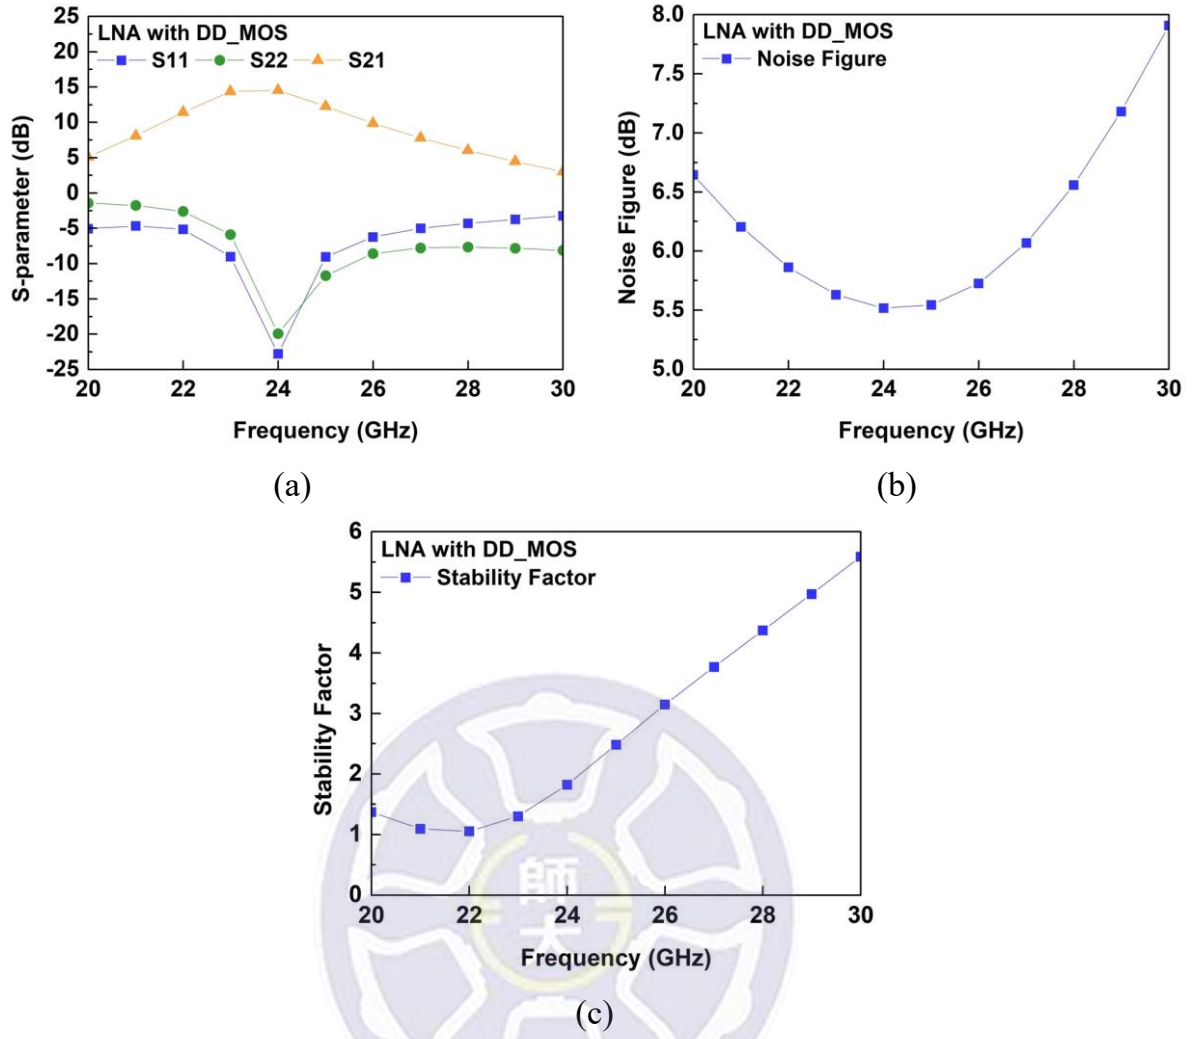 LNA with DD_MOS
S11 S22 S21
25
20
15
10
5
0
-5
-10
-15
-20
-25
S-parameter (dB)
20 22 24 26 28 30
Frequency (GHz)
(a)
LNA with DD_MOS
Noise Figure
8.0
7.5
7.0
6.5
6.0
5.5
5.0
Noise Figure (dB)
20 22 24 26 28 30
Frequency (GHz)
(b)
LNA with DD_MOS
Stability Factor
6
5
4
3
2
1
0
Stability Factor
20 22 24 26 28 30
Frequency (GHz)
(c)
師
大